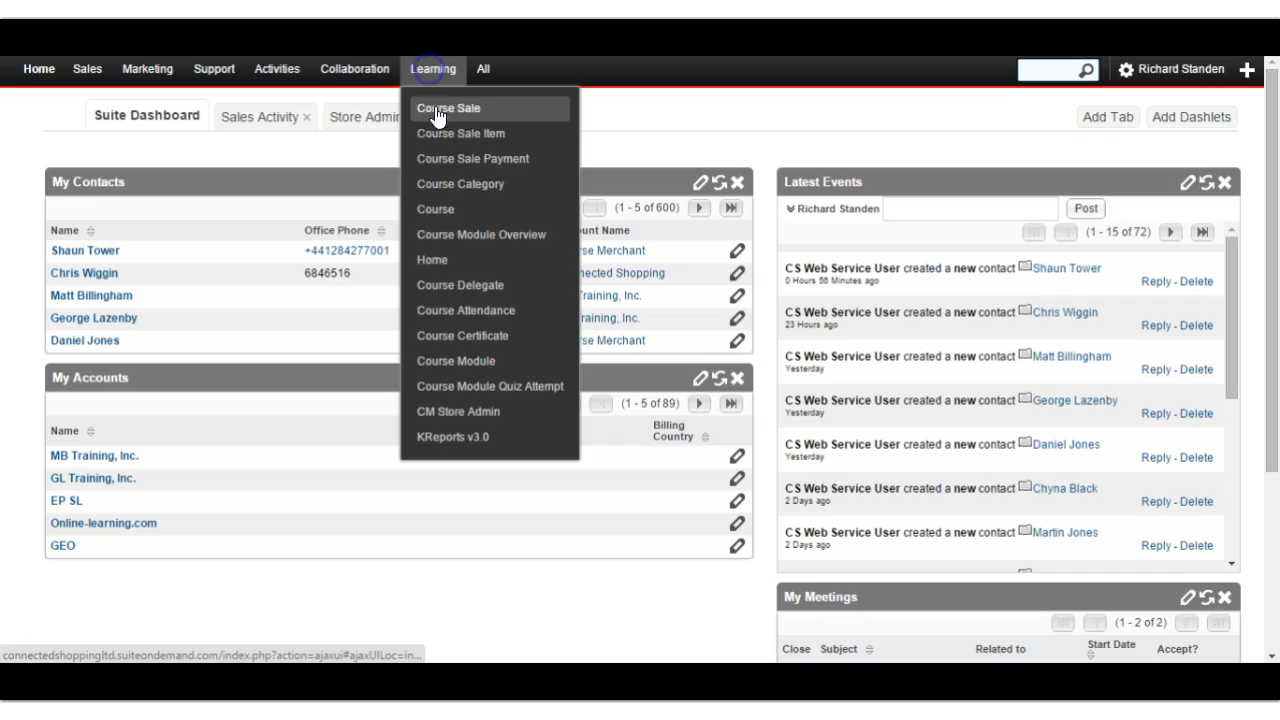 Home Sales Marketing Support Activities Collaboration Learning All Richard Standen
Suite Dashboard Sales Activity × Store Admin Add Tab Add Dashlets
Course Sale
Course Sale Item
Course Sale Payment
Course Category
Course
Course Module Overview
Home
Course Delegate
Course Attendance
Course Certificate
Course Module
Course Module Quiz Attempt
CM Store Admin
KReports v3.0
My Contacts
(1 - 5 of 600)
Name Office Phone
Shaun Tower +441284277001
Chris Wiggin 6846516
Matt Billingham
George Lazenby
Daniel Jones
My Accounts
(1 - 5 of 89)
Name Billing
Country
MB Training, Inc.
GL Training, Inc.
EP SL
Online-learning.com
GEO
Latest Events
Richard Standen Post
(1 - 15 of 72)
CS Web Service User created a new contact Shaun Tower
0 Hours 56 Minutes ago Reply - Delete
CS Web Service User created a new contact Chris Wiggin
23 Hours ago Reply - Delete
CS Web Service User created a new contact Matt Billingham
Yesterday Reply - Delete
CS Web Service User created a new contact George Lazenby
Yesterday Reply - Delete
CS Web Service User created a new contact Daniel Jones
Yesterday Reply - Delete
CS Web Service User created a new contact Chyna Black
2 Days ago Reply - Delete
CS Web Service User created a new contact Martin Jones
2 Days ago Reply - Delete
My Meetings
(1 - 2 of 2)
Close Subject Related to Start Date Accept?
connectedshoppingltd.suiteondemand.com/index.php?action=ajaxui#ajaxUILoc=in...